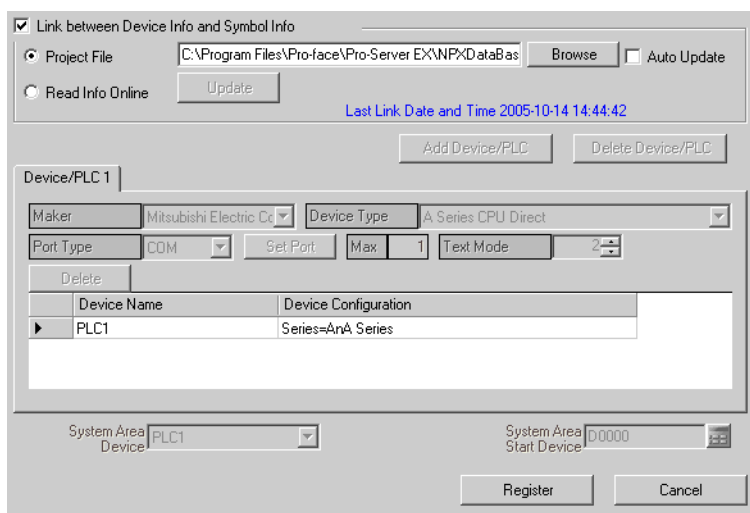 Link between Device Info and Symbol Info
Project File C:\Program Files\Pro-face\Pro-Server EX\NPXDataBas Browse Auto Update
Read Info Online Update
Last Link Date and Time 2005-10-14 14:44:42
Add Device/PLC Delete Device/PLC
Device/PLC 1
Maker Mitsubishi Electric Device Type A Series CPU Direct
Port Type COM Set Port Max 1 Text Mode 2
Delete
Device Name Device Configuration
PLC1 Series=AnA Series
System Area Device PLC1 System Area Start Device D0000
Register Cancel